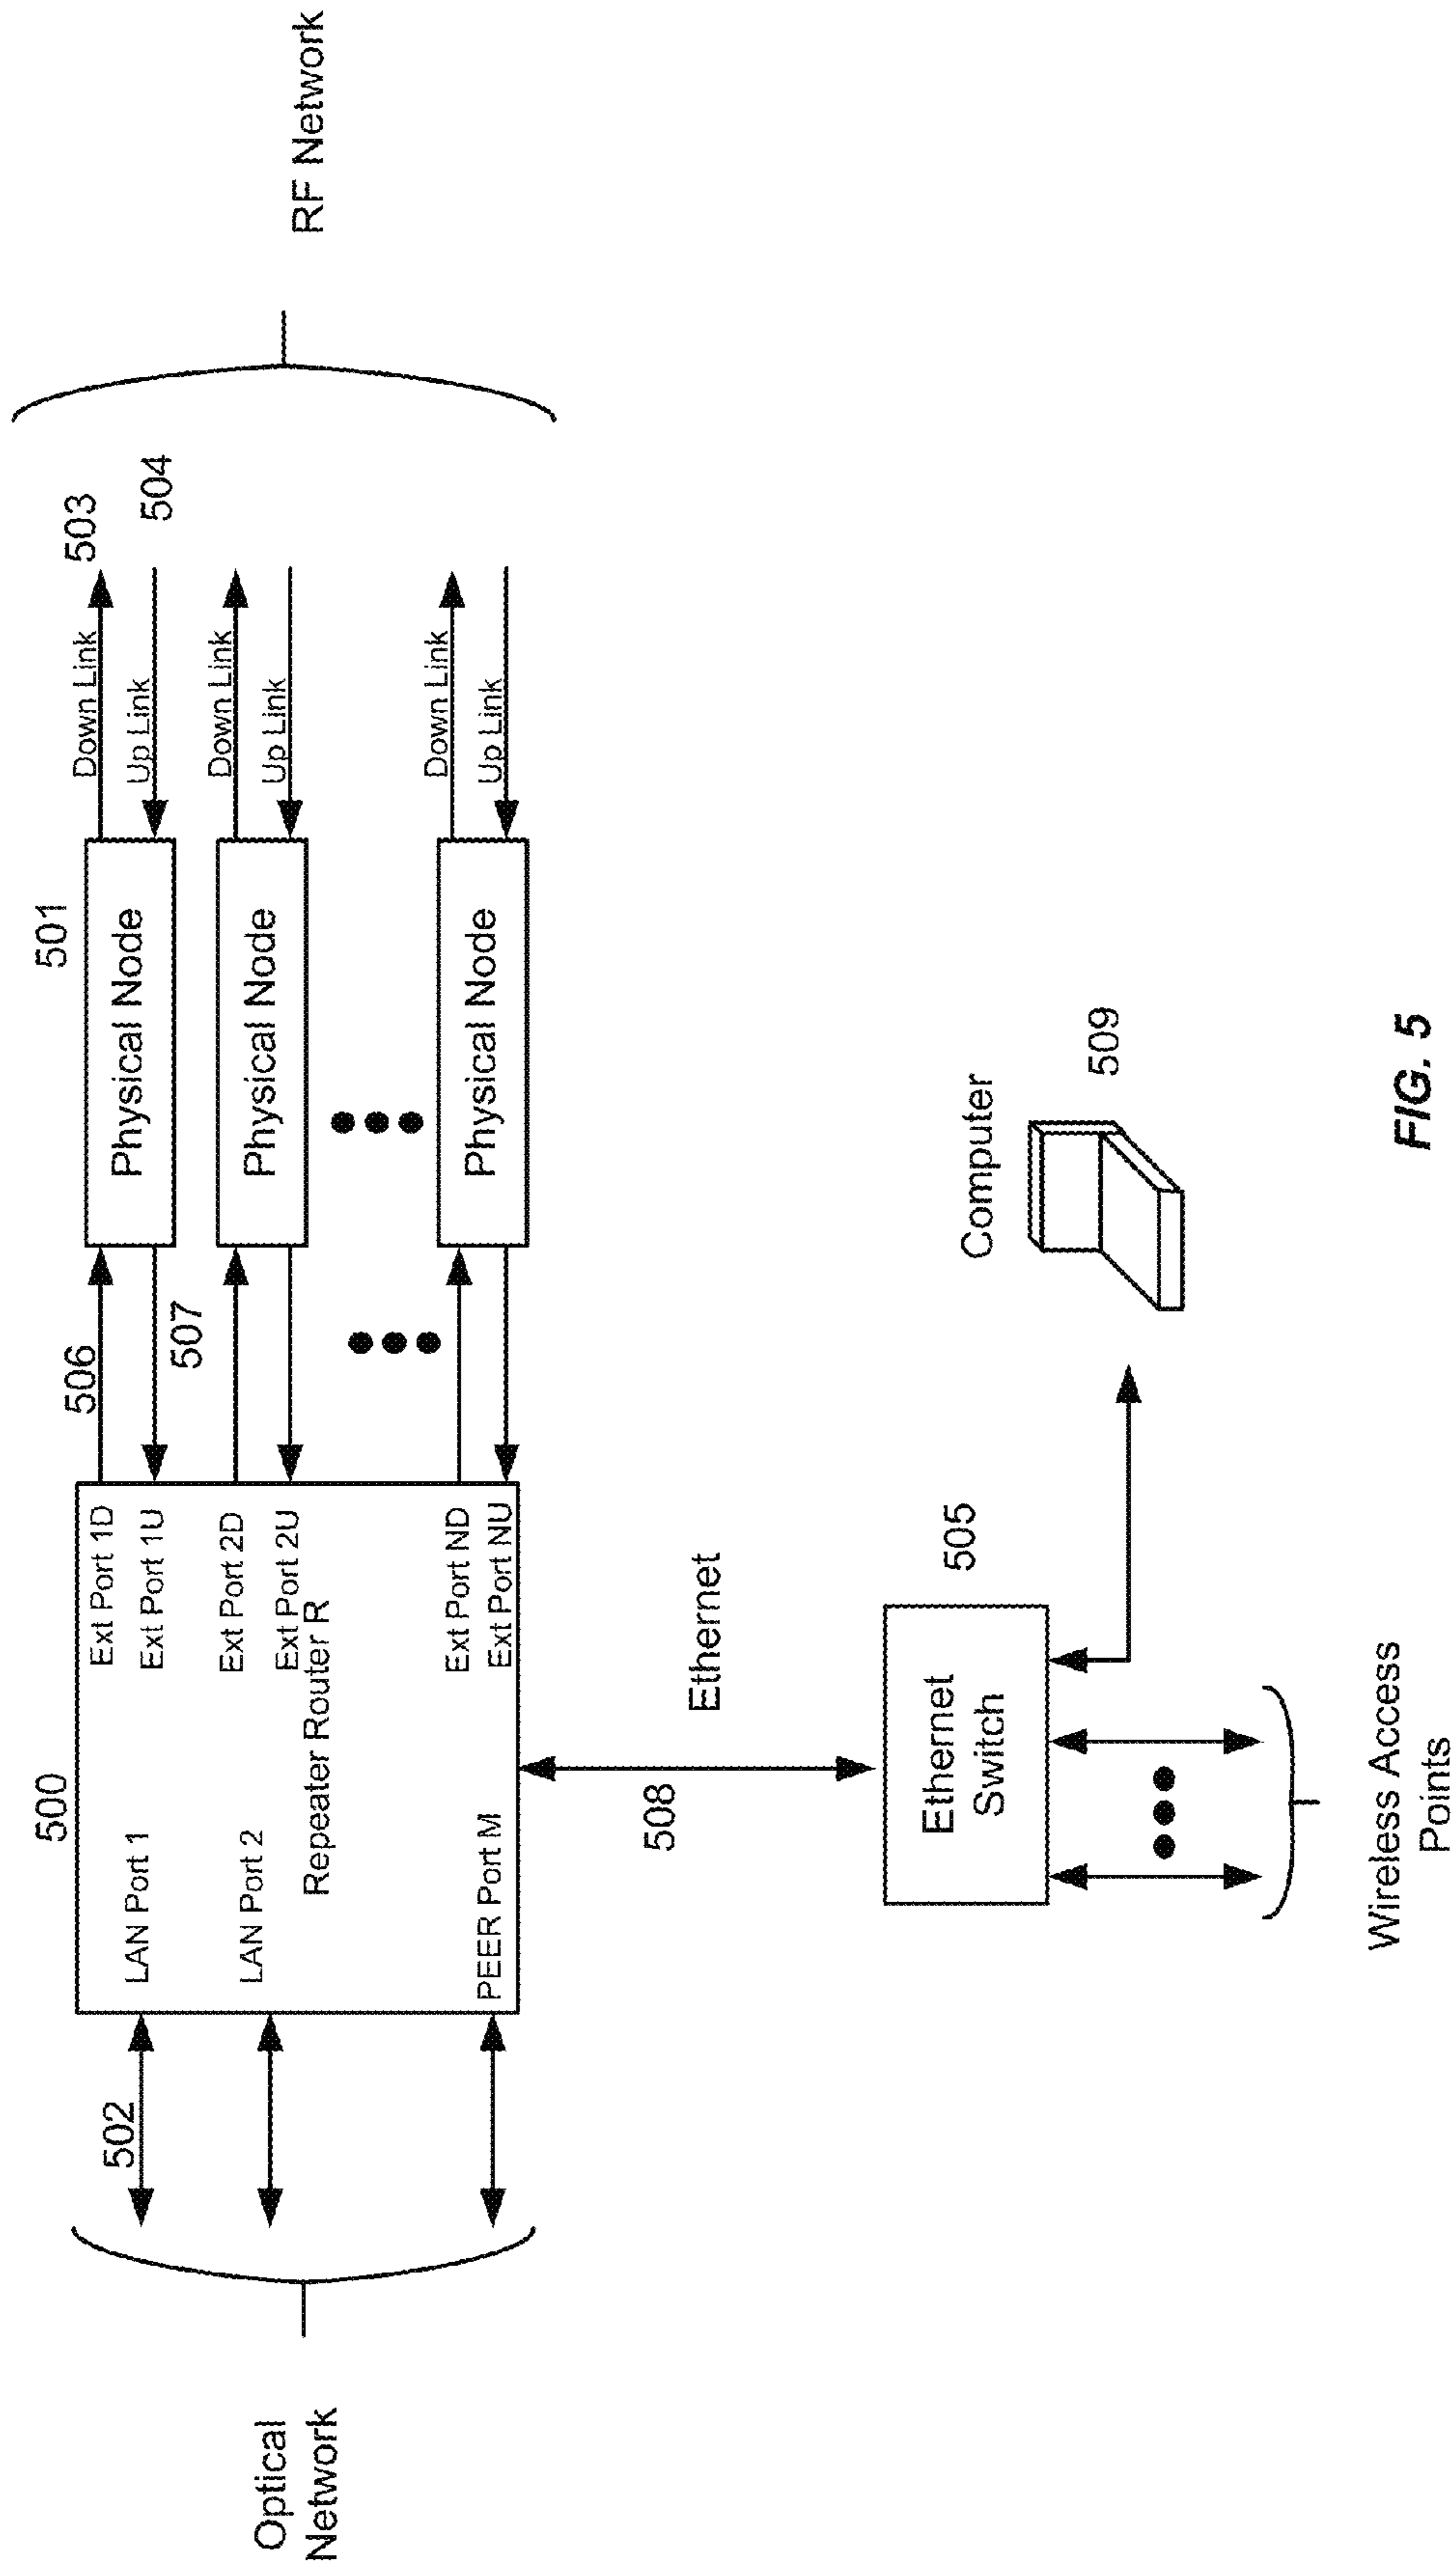 500
501
503
504
502
506
507
LAN Port 1
LAN Port 2
PEER Port M
Repeater Router R
Ext Port 1D
Ext Port 1U
Ext Port 2D
Ext Port 2U
Ext Port ND
Ext Port NU
Physical Node
Physical Node
Physical Node
Down Link
Up Link
Down Link
Up Link
Down Link
Up Link
Optical
Network
RF Network
508
Ethernet
505
Ethernet
Switch
Computer
509
Wireless Access
Points
FIG. 5